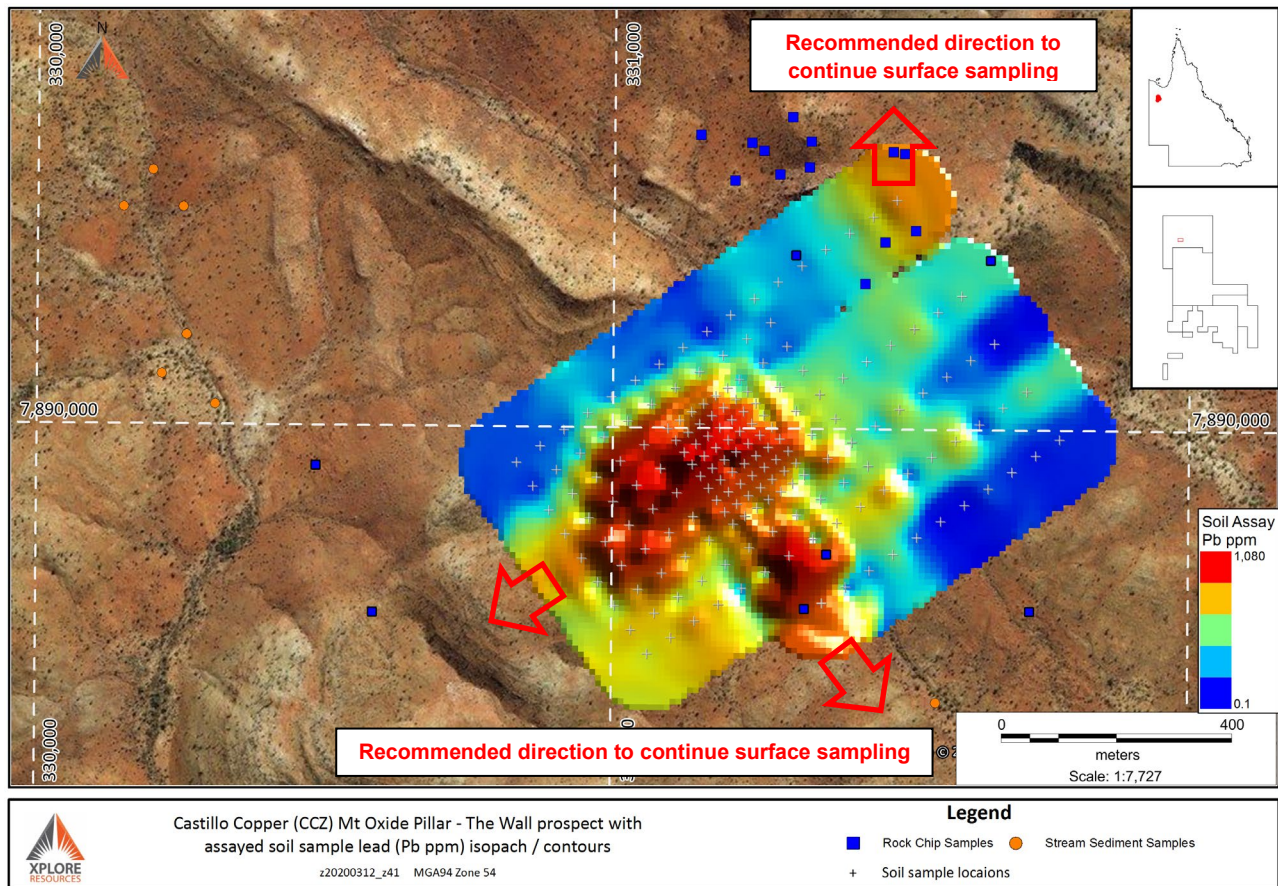 N
330,000
331,000
Recommended direction to
continue surface sampling
7,890,000
7,890,000
Soil Assay
Pb ppm
1,080
0.1
330,000
0
Recommended direction to continue surface sampling
©2
0
400
meters
Scale: 1:7,727
XPLORE
RESOURCES
Castillo Copper (CCZ) Mt Oxide Pillar - The Wall prospect with
assayed soil sample lead (Pb ppm) isopach / contours
z20200312_z41 MGA94 Zone 54
Legend
Rock Chip Samples
Stream Sediment Samples
Soil sample locaions